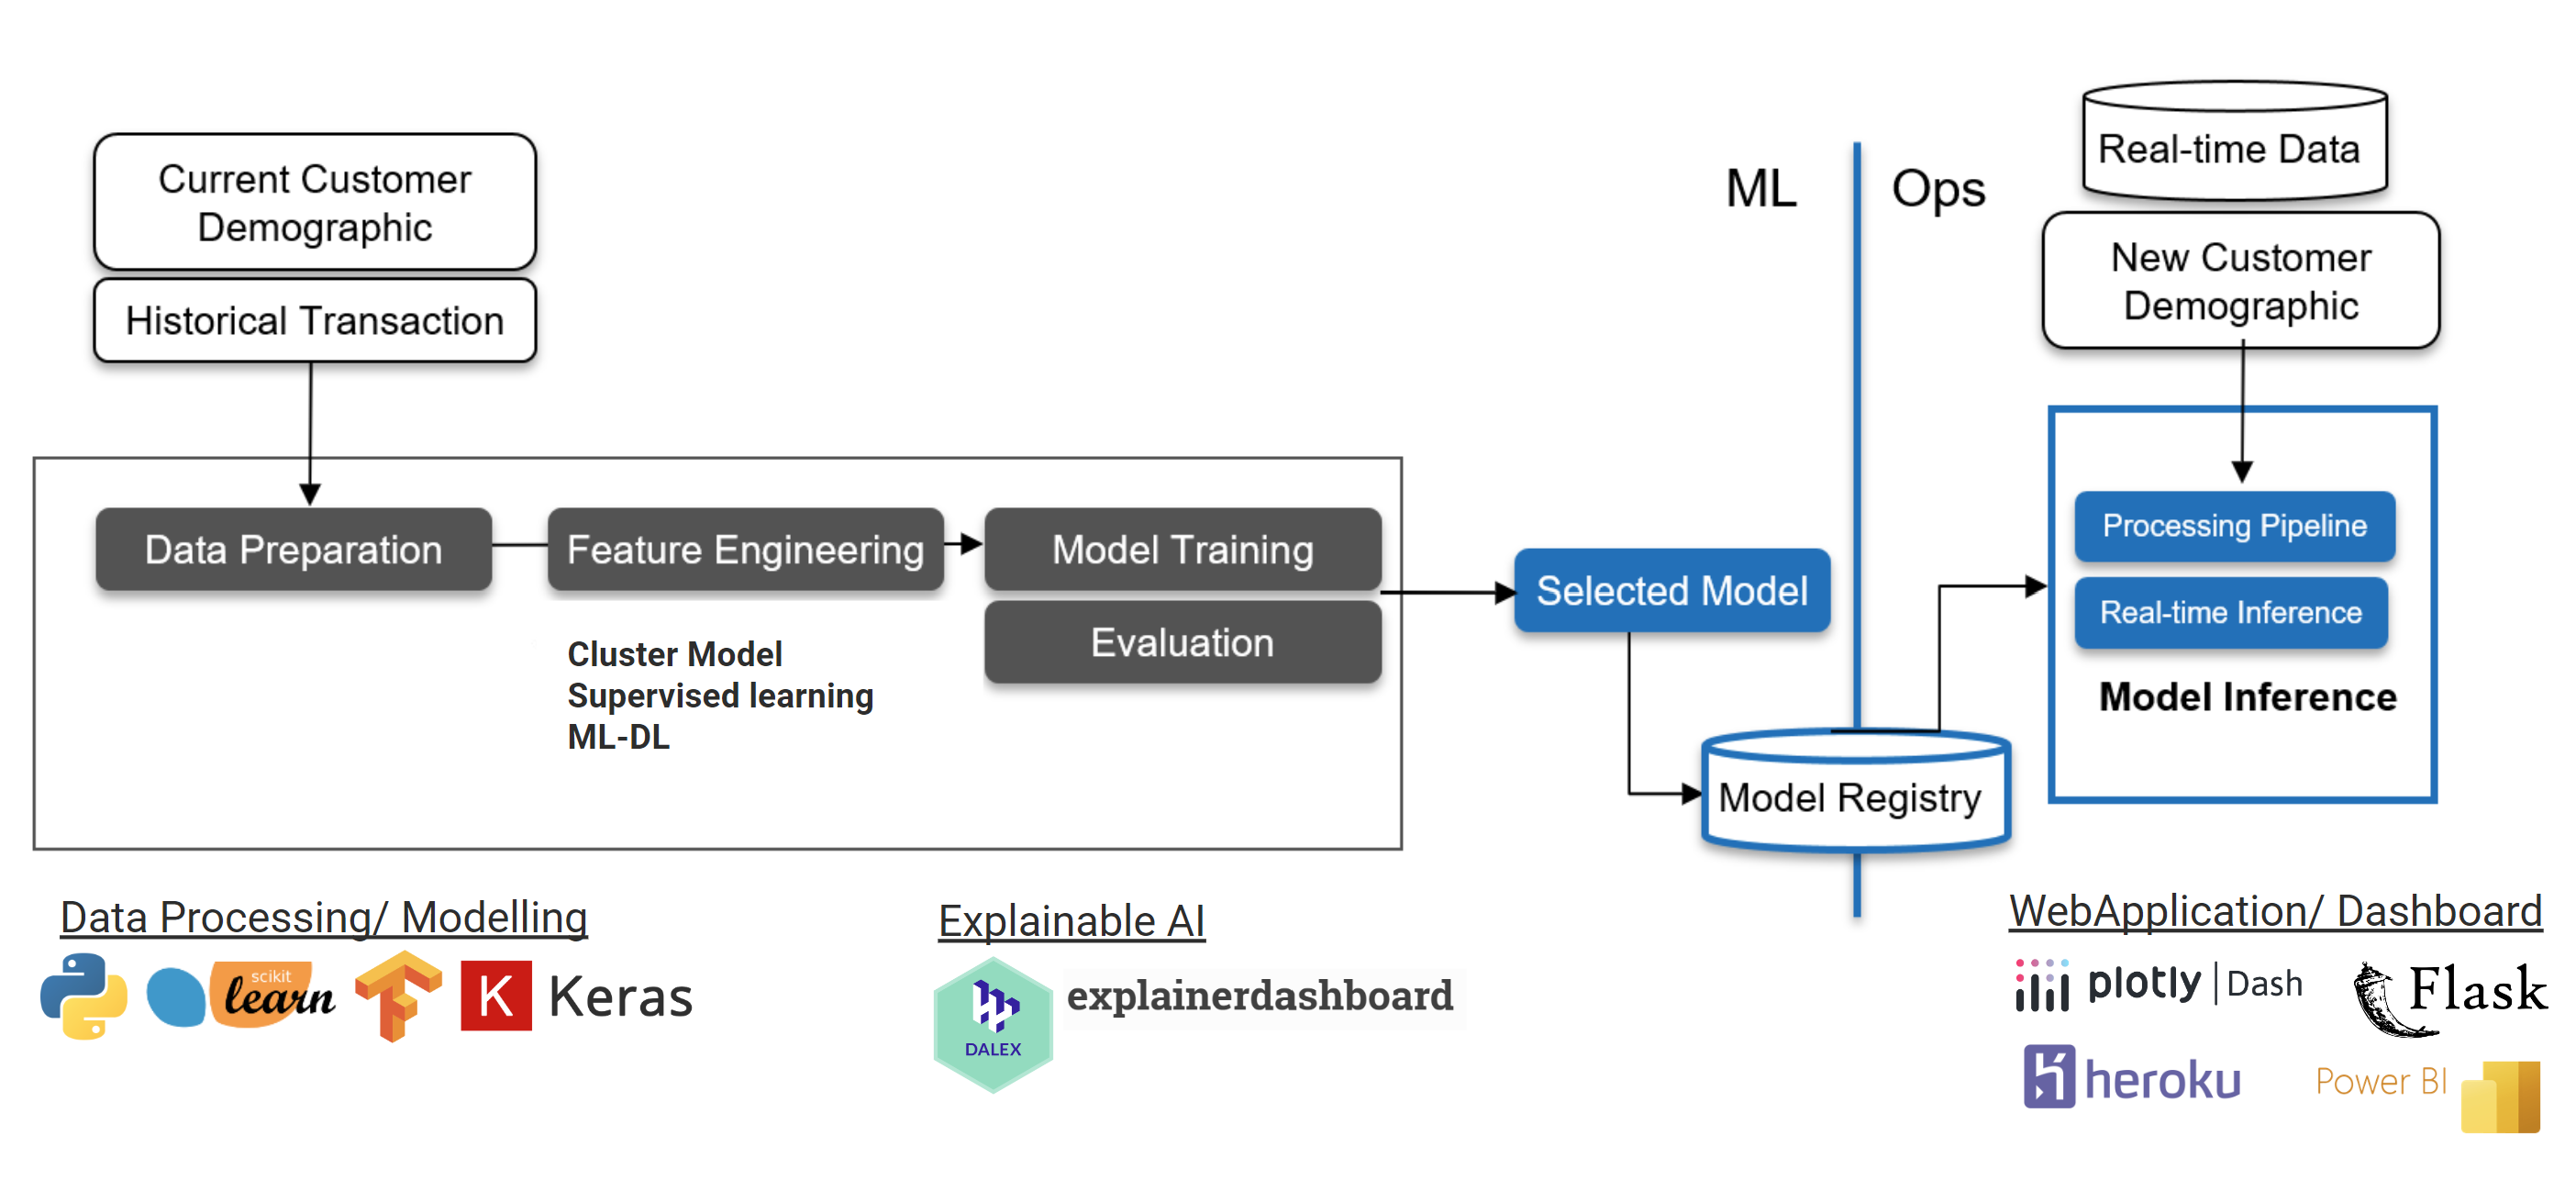 Current Customer
Demographic
Historical Transaction
ML
Ops
Real-time Data
New Customer
Demographic
Data Preparation
Feature Engineering
Model Training
Evaluation
Cluster Model
Supervised learning
ML-DL
Selected Model
Model Registry
Processing Pipeline
Real-time Inference
Model Inference
Data Processing/ Modelling
scikit
learn
K Keras
Explainable AI
DALEX
explainerdashboard
WebApplication/ Dashboard
plotly | Dash
Flask
heroku
Power BI